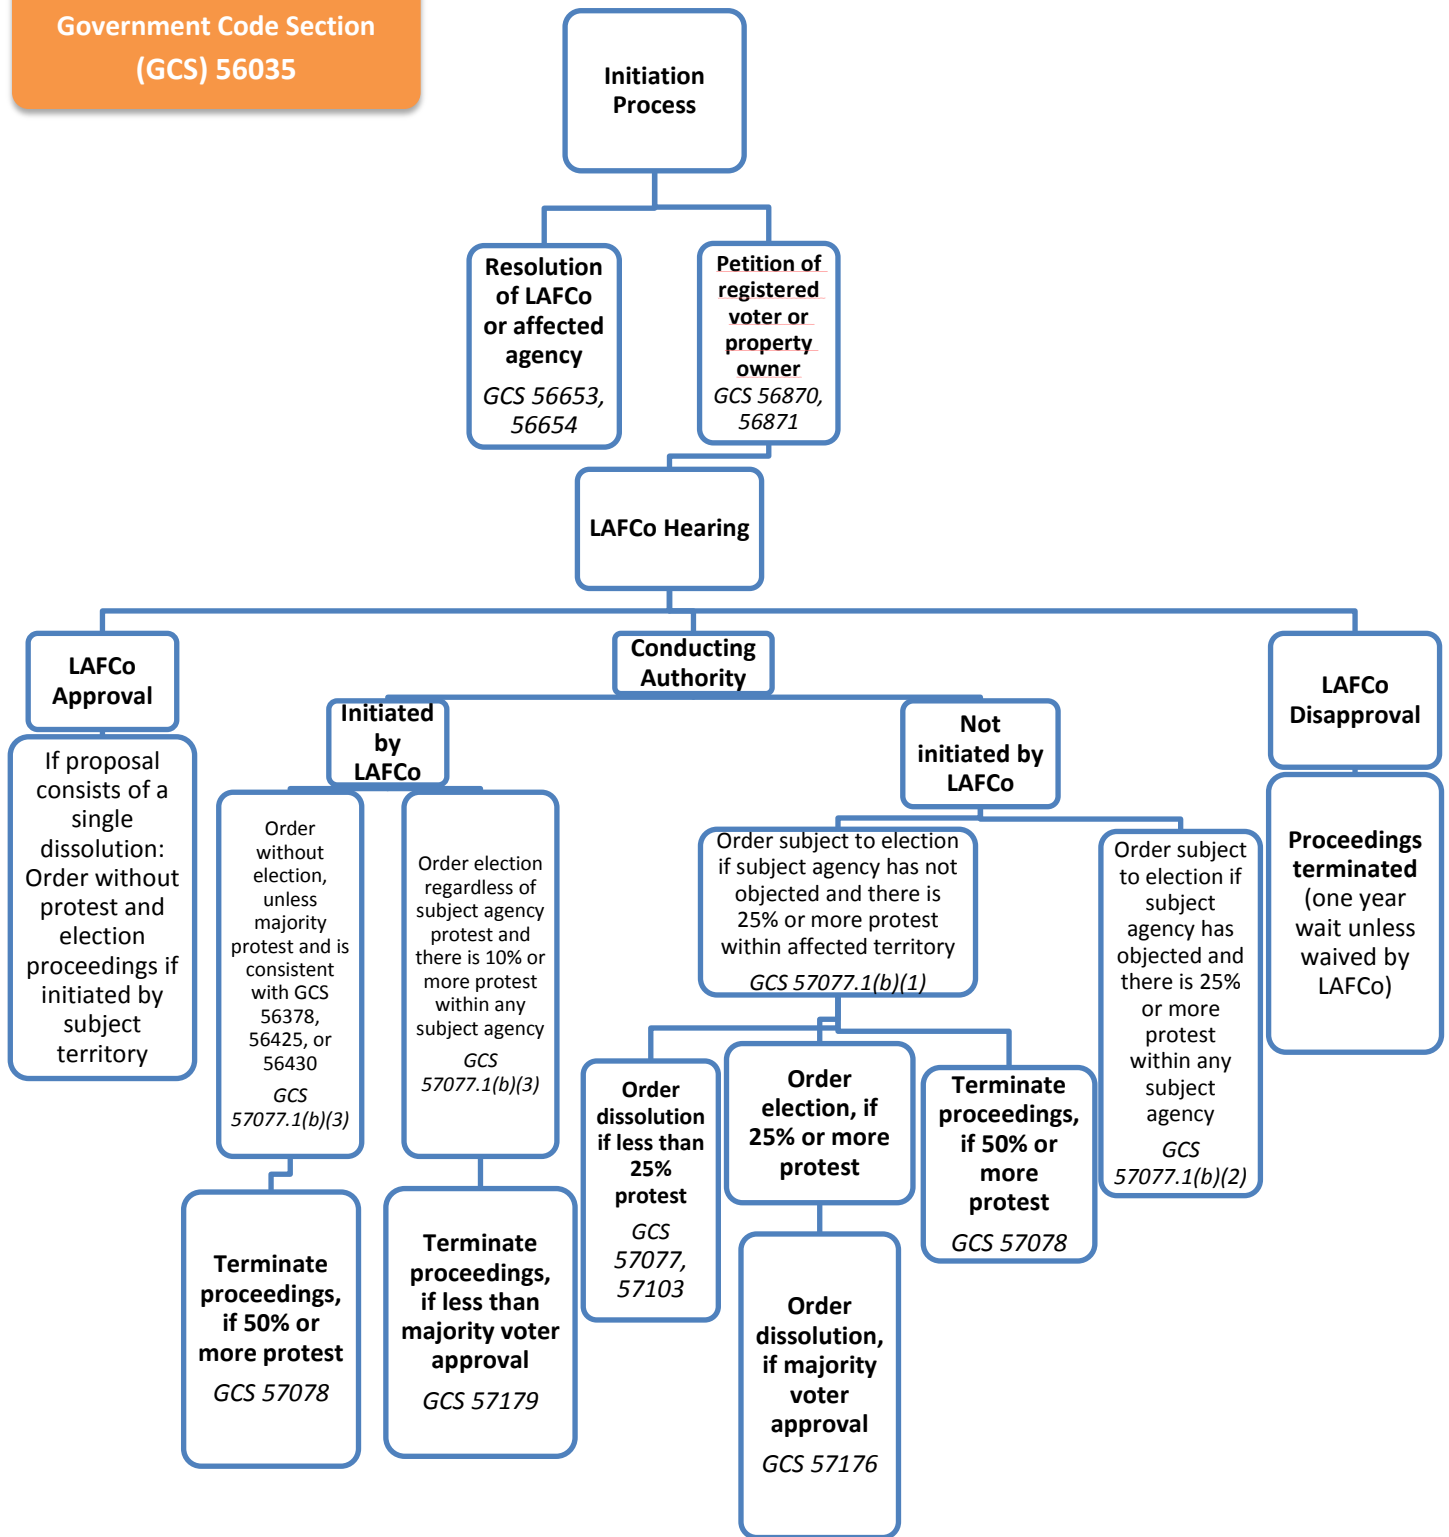 Government Code Section
(GCS) 56035
Initiation
Process
Resolution
of LAFCo
or affected
agency
GCS 56653,
56654
Petition of
registered
voter or
property
owner
GCS 56870,
56871
LAFCo Hearing
LAFCo
Approval
If proposal
consists of a
single
dissolution:
Order without
protest and
election
proceedings if
initiated by
subject
territory
Conducting
Authority
Initiated
by
LAFCo
Order
without
election,
unless
majority
protest and is
consistent
with GCS
56378,
56425, or
56430
GCS
57077.1(b)(3)
Terminate
proceedings,
if 50% or
more protest
GCS 57078
Order election
regardless of
subject agency
protest and
there is 10% or
more protest
within any
subject agency
GCS
57077.1(b)(3)
Terminate
proceedings,
if less than
majority voter
approval
GCS 57179
Not
initiated by
LAFCo
Order subject to election
if subject agency has not
objected and there is
25% or more protest
within affected territory
GCS 57077.1(b)(1)
Order
dissolution
if less than
25%
protest
GCS
57077,
57103
Order
election, if
25% or more
protest
Order
dissolution,
if majority
voter
approval
GCS 57176
Terminate
proceedings,
if 50% or
more
protest
GCS 57078
Order subject
to election if
subject
agency has
objected and
there is 25%
or more
protest
within any
subject
agency
GCS
57077.1(b)(2)
LAFCo
Disapproval
Proceedings
terminated
(one year
wait unless
waived by
LAFCo)